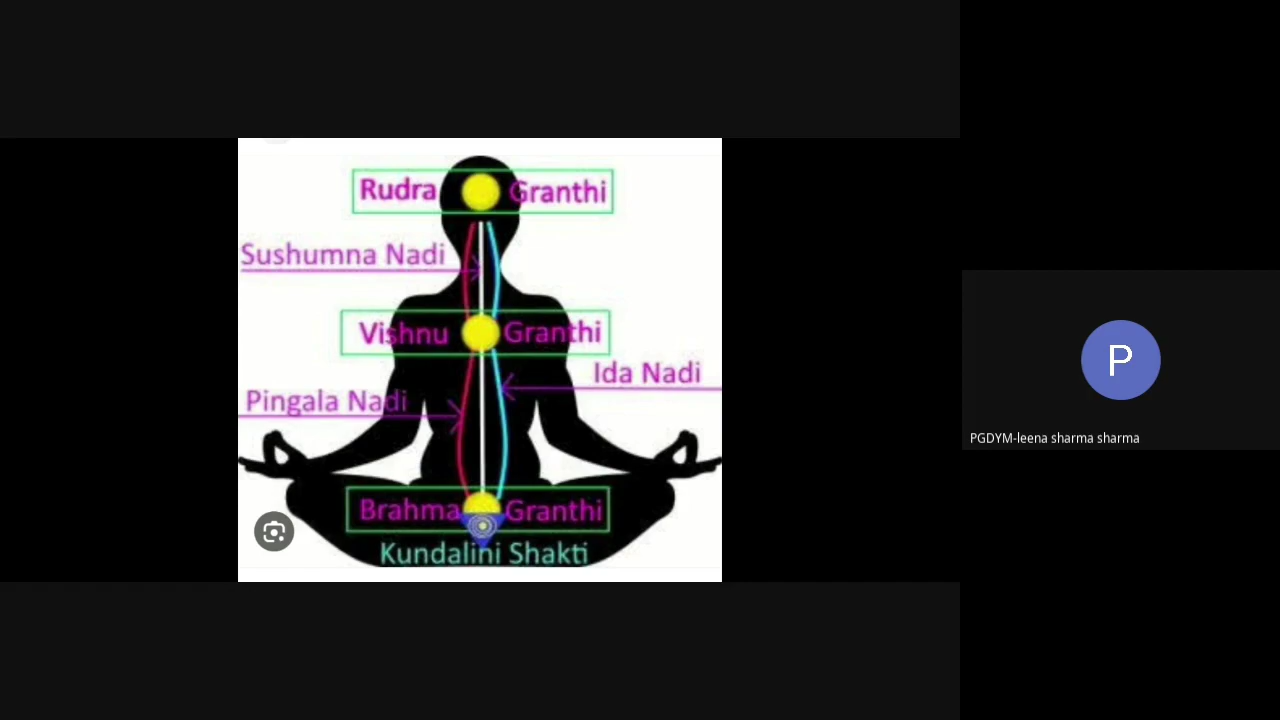 Rudra Granthi
Sushumna Nadi
Vishnu Granthi
Ida Nadi
Pingala Nadi
Brahma Granthi
Kundalini Shakti
P
PGDYM-leena sharma sharma